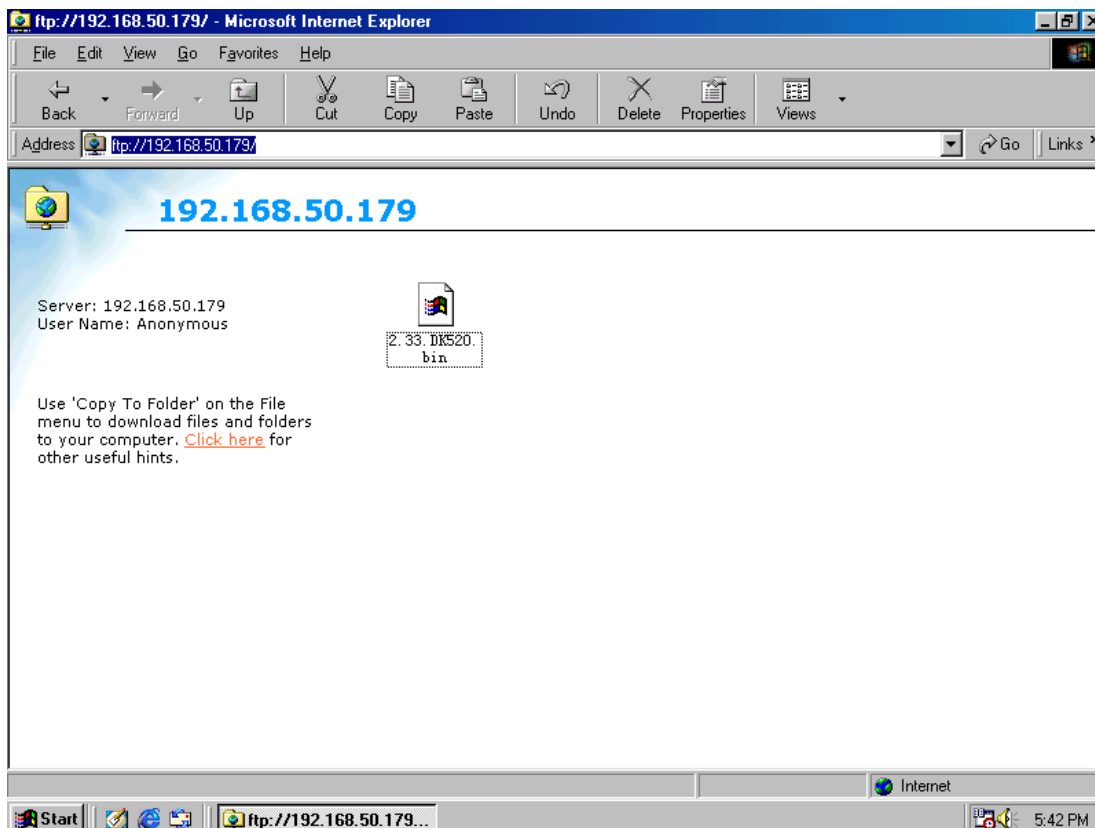 ftp://192.168.50.179/ - Microsoft Internet Explorer
File Edit View Go Favorites Help
Back Forward Up Cut Copy Paste Undo Delete Properties Views
Address ftp://192.168.50.179/ Go Links
192.168.50.179
Server: 192.168.50.179
User Name: Anonymous
2.33.DK520.
bin
Use 'Copy To Folder' on the File
menu to download files and folders
to your computer. Click here for
other useful hints.
Internet
Start ftp://192.168.50.179... 5:42 PM